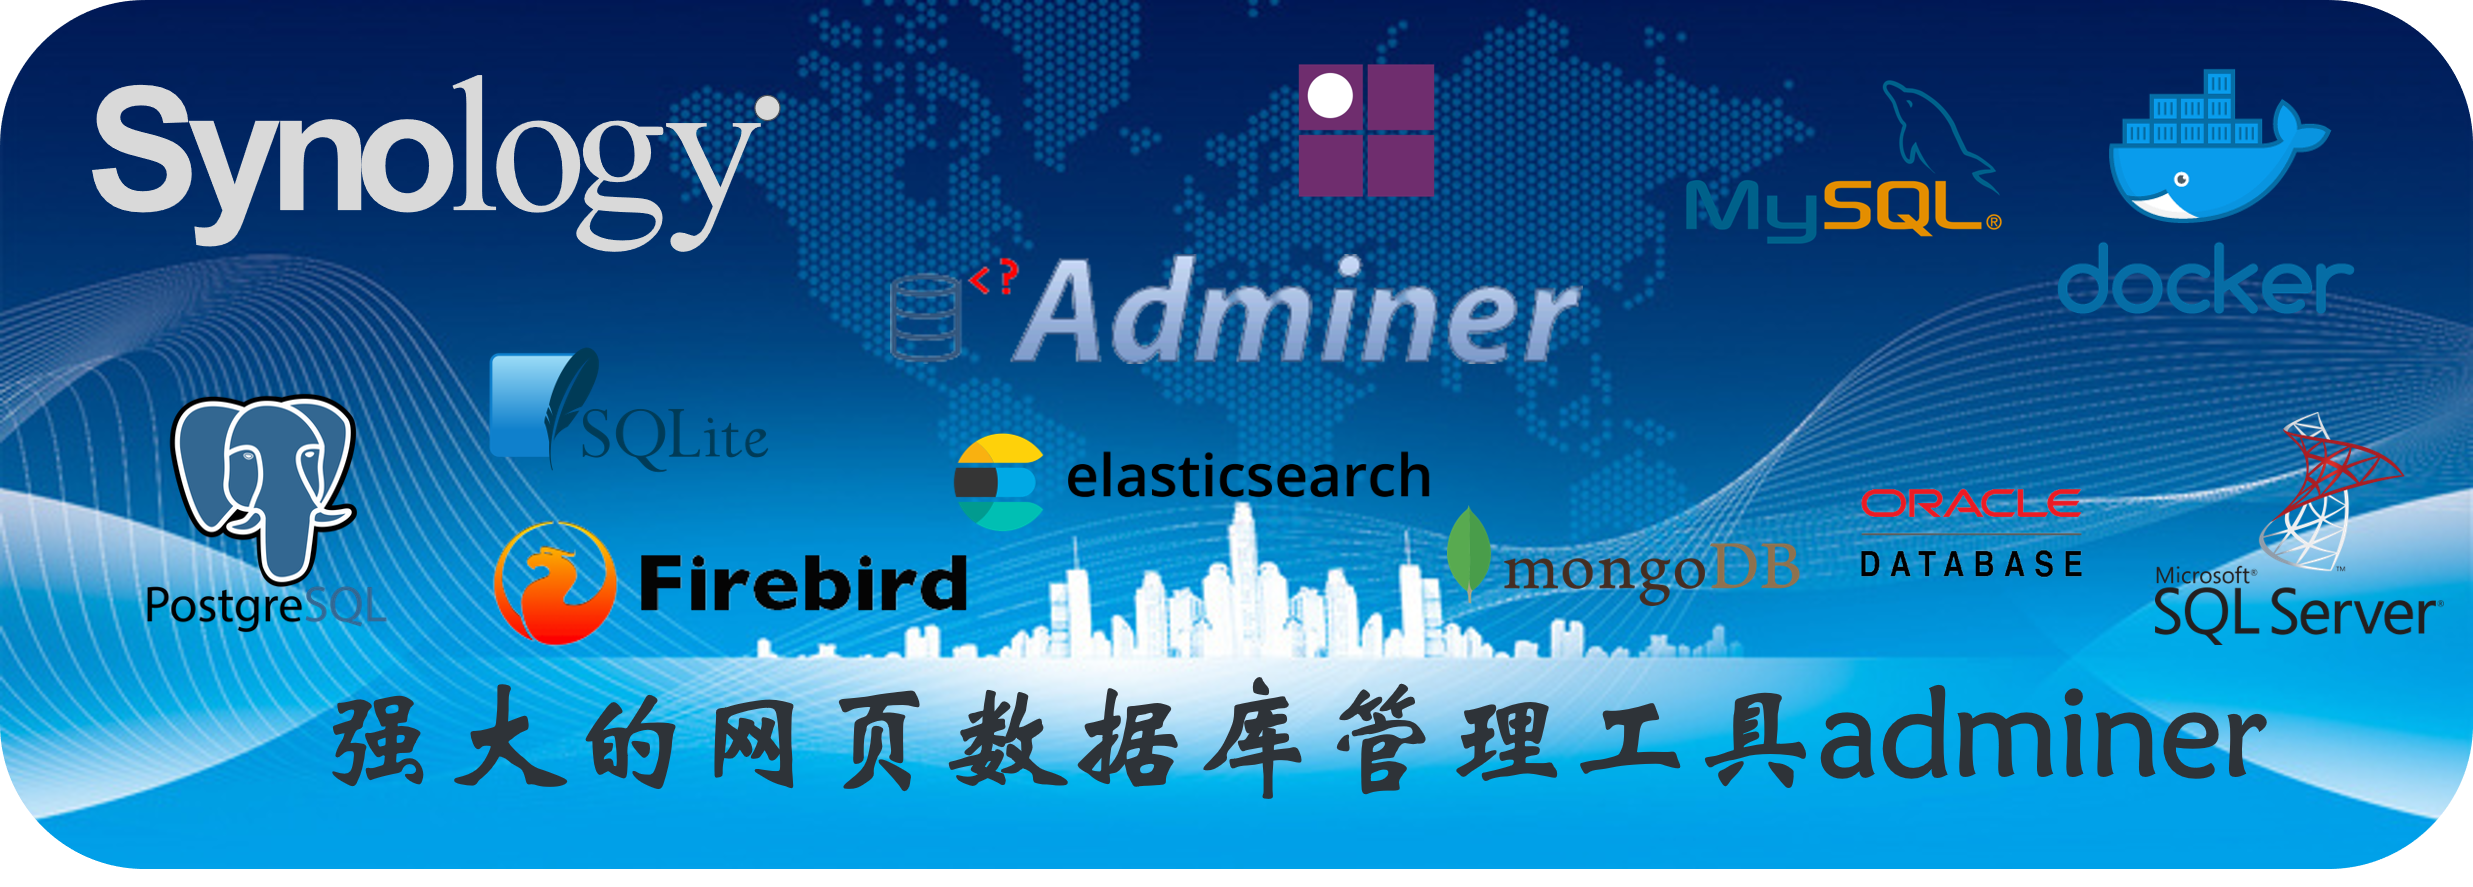 Synology
MySQL®
docker
<? Adminer
SQLite
elasticsearch
PostgreSQL
Firebird
mongoDB
ORACLE
DATABASE
™
Microsoft®
SQL Server®
强大的网页数据库管理工具adminer